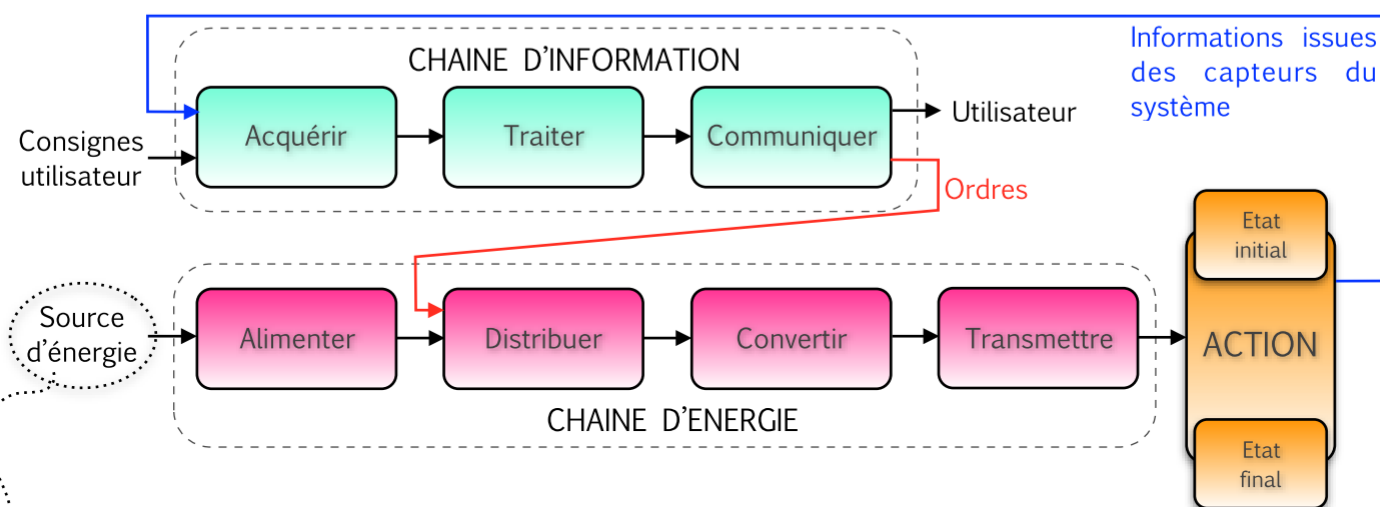 CHAINE D'INFORMATION
Informations issues
des capteurs du
système
Consignes
utilisateur
Acquérir
Traiter
Communiquer
Utilisateur
Ordres
Source
d'énergie
Alimenter
Distribuer
Convertir
Transmettre
Etat
initial
ACTION
Etat
final
CHAINE D'ENERGIE